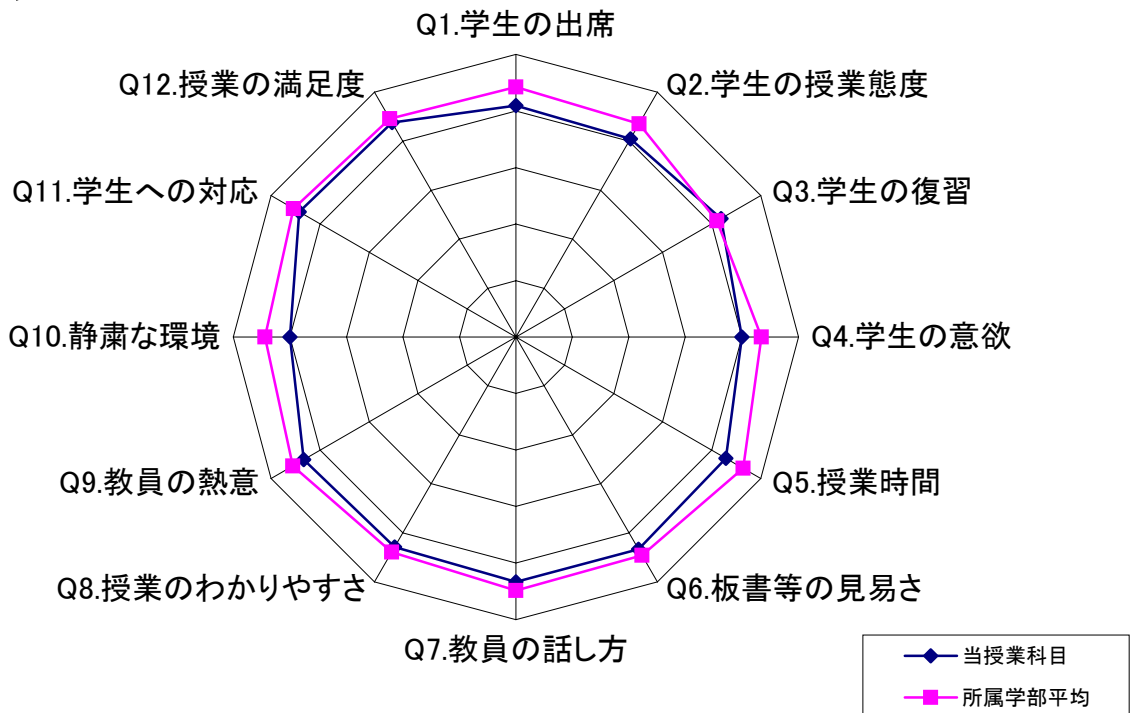 Q1.学生の出席
Q2.学生の授業態度
Q3.学生の復習
Q4.学生の意欲
Q5.授業時間
Q6.板書等の見易さ
Q7.教員の話し方
Q8.授業のわかりやすさ
Q9.教員の熱意
Q10.静粛な環境
Q11.学生への対応
Q12.授業の満足度
当授業科目
所属学部平均